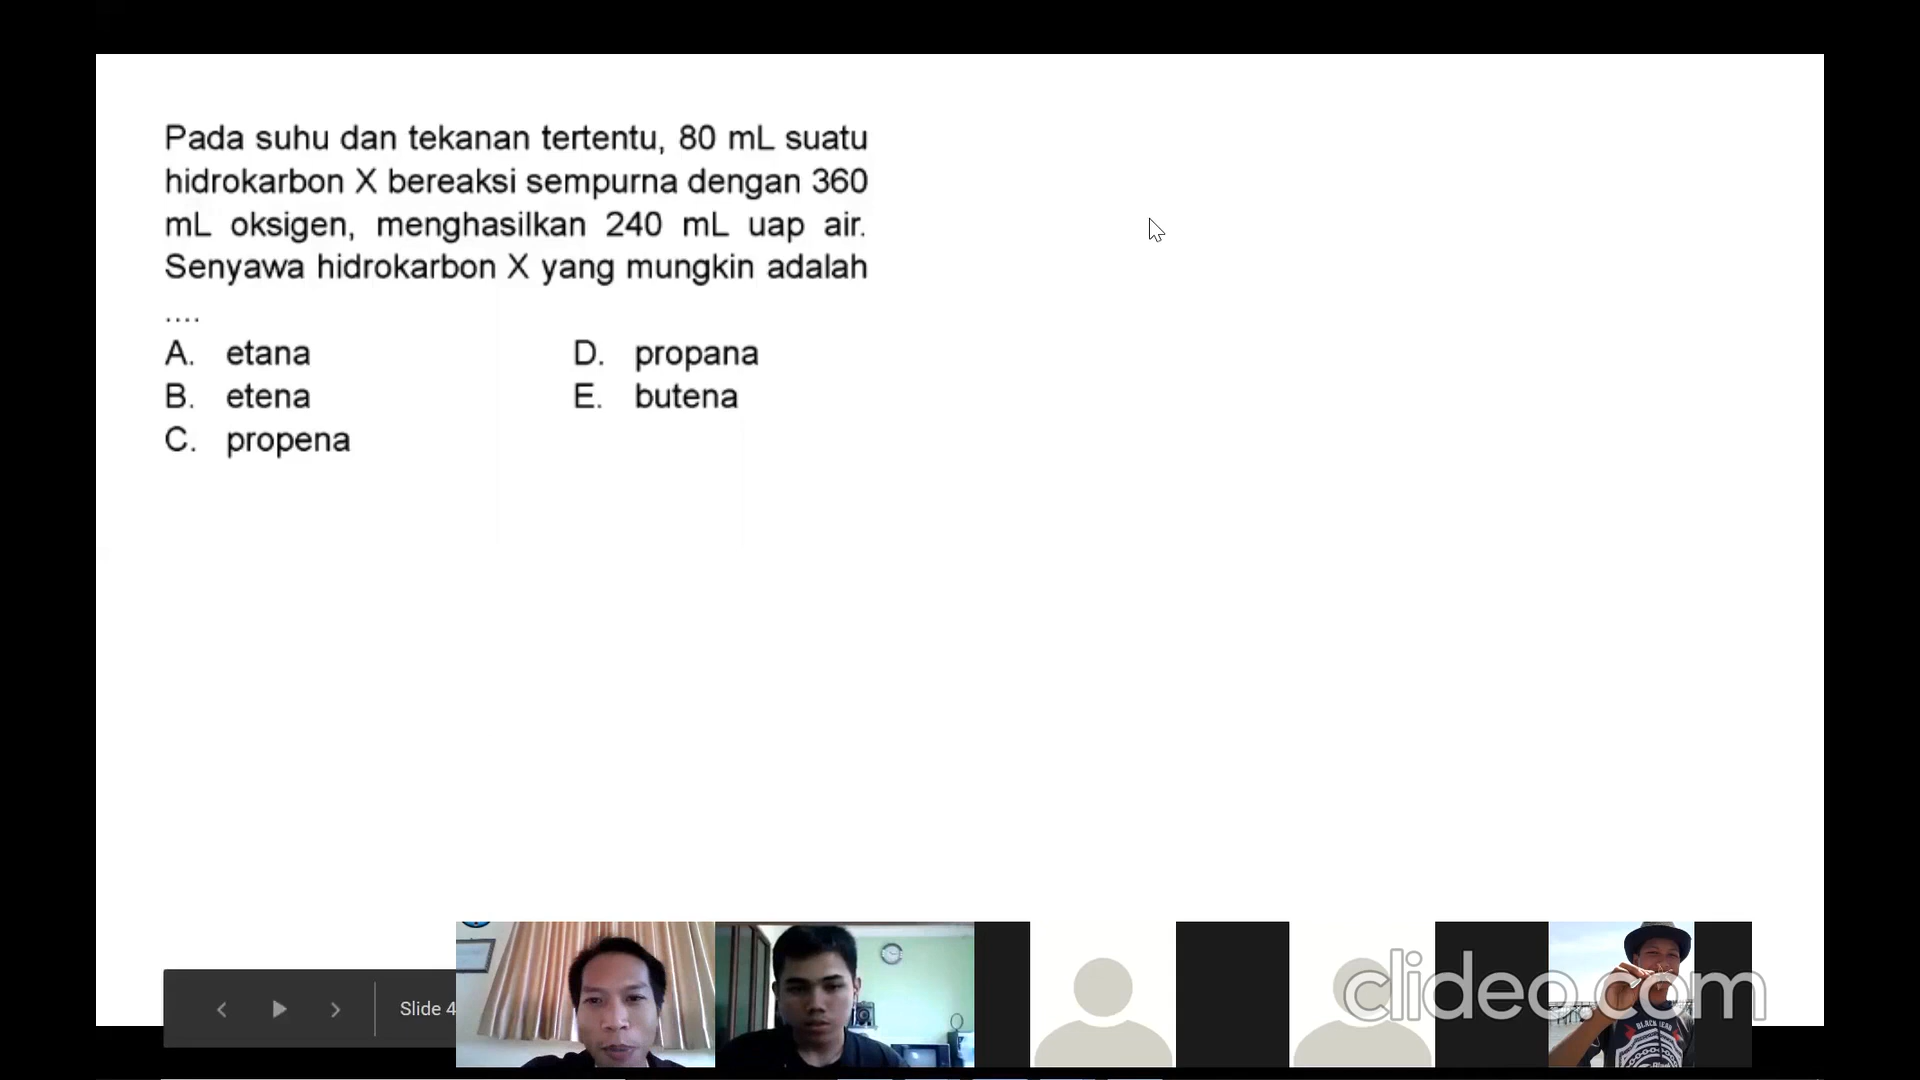 Pada suhu dan tekanan tertentu, 80 mL suatu
hidrokarbon X bereaksi sempurna dengan 360
mL oksigen, menghasilkan 240 mL uap air.
Senyawa hidrokarbon X yang mungkin adalah
....
A. etana
B. etena
C. propena
D. propana
E. butena
Slide 4
clideo.com